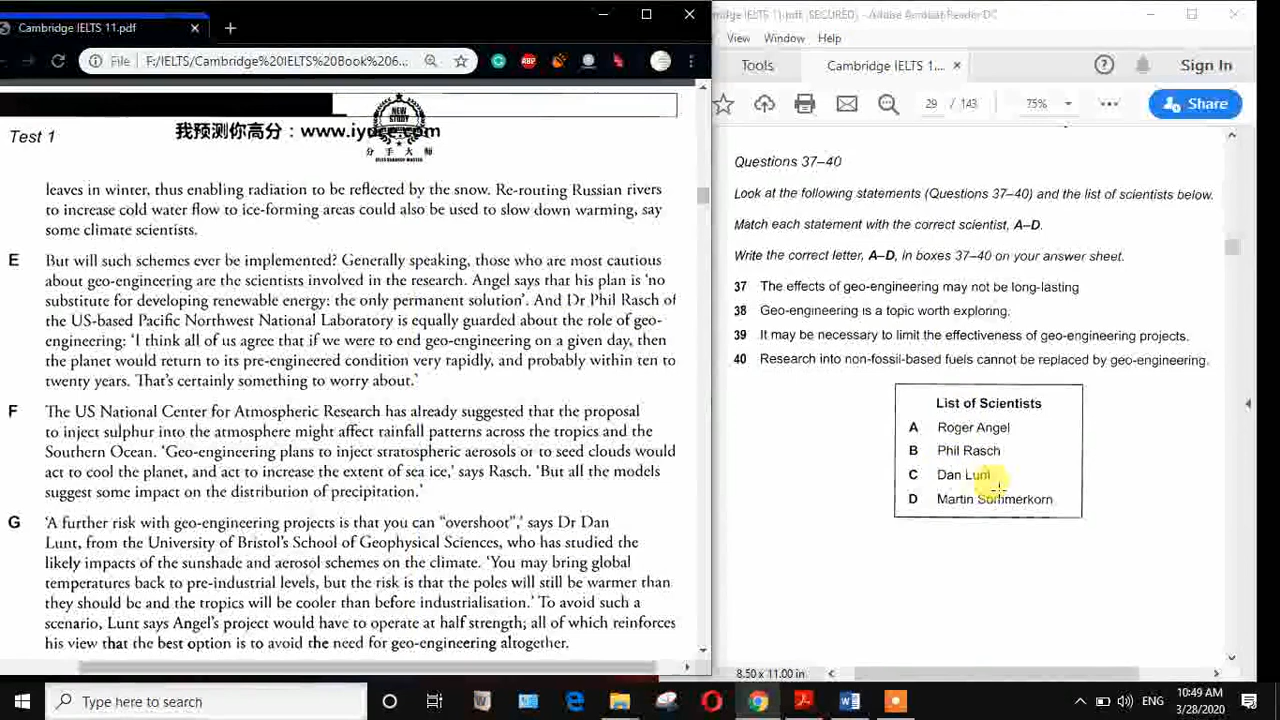 Cambridge IELTS 11.pdf
File
F:/IELTS/Cambridge%20IELTS%20Book%206...
ABP
Test 1
我预测你高分：
NEW
STUDY
分 手 大 师
leaves in winter, thus enabling radiation to be reflected by the snow. Re-routing Russian rivers
to increase cold water flow to ice-forming areas could also be used to slow down warming, say
some climate scientists.
E But will such schemes ever be implemented? Generally speaking, those who are most cautious
about geo-engineering are the scientists involved in the research. Angel says that his plan is ‘no
substitute for developing renewable energy: the only permanent solution’. And Dr Phil Rasch of
the US-based Pacific Northwest National Laboratory is equally guarded about the role of geo-
engineering: ‘I think all of us agree that if we were to end geo-engineering on a given day, then
the planet would return to its pre-engineered condition very rapidly, and probably within ten to
twenty years. That’s certainly something to worry about.’
F The US National Center for Atmospheric Research has already suggested that the proposal
to inject sulphur into the atmosphere might affect rainfall patterns across the tropics and the
Southern Ocean. ‘Geo-engineering plans to inject stratospheric aerosols or to seed clouds would
act to cool the planet, and act to increase the extent of sea ice,’ says Rasch. ‘But all the models
suggest some impact on the distribution of precipitation.’
G ‘A further risk with geo-engineering projects is that you can “overshoot”,’ says Dr Dan
Lunt, from the University of Bristol’s School of Geophysical Sciences, who has studied the
likely impacts of the sunshade and aerosol schemes on the climate. ‘You may bring global
temperatures back to pre-industrial levels, but the risk is that the poles will still be warmer than
they should be and the tropics will be cooler than before industrialisation.’ To avoid such a
scenario, Lunt says Angel’s project would have to operate at half strength; all of which reinforces
his view that the best option is to avoid the need for geo-engineering altogether.
IELTS 11.pdf (SECURED) - Adobe Acrobat Reader DC
View Window Help
Tools
Cambridge IELTS 1...
Sign In
29 / 143
75%
Share
Questions 37–40
Look at the following statements (Questions 37–40) and the list of scientists below.
Match each statement with the correct scientist, A–D.
Write the correct letter, A–D, in boxes 37–40 on your answer sheet.
37 The effects of geo-engineering may not be long-lasting
38 Geo-engineering is a topic worth exploring.
39 It may be necessary to limit the effectiveness of geo-engineering projects.
40 Research into non-fossil-based fuels cannot be replaced by geo-engineering.
List of Scientists
A Roger Angel
B Phil Rasch
C Dan Lunt
D Martin Sommerkorn
8.50 x 11.00 in
Type here to search
ENG
10:49 AM
3/28/2020